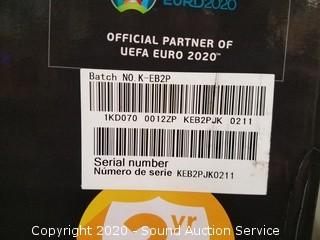 EURO2020
OFFICIAL PARTNER OF
UEFA EURO 2020™
Batch NO.K-EB2P
1KD070 0012ZP KEB2PJK 0211
Serial number
Número de serie KEB2PJK0211
yr
Copyright 2020 - Sound Auction Service